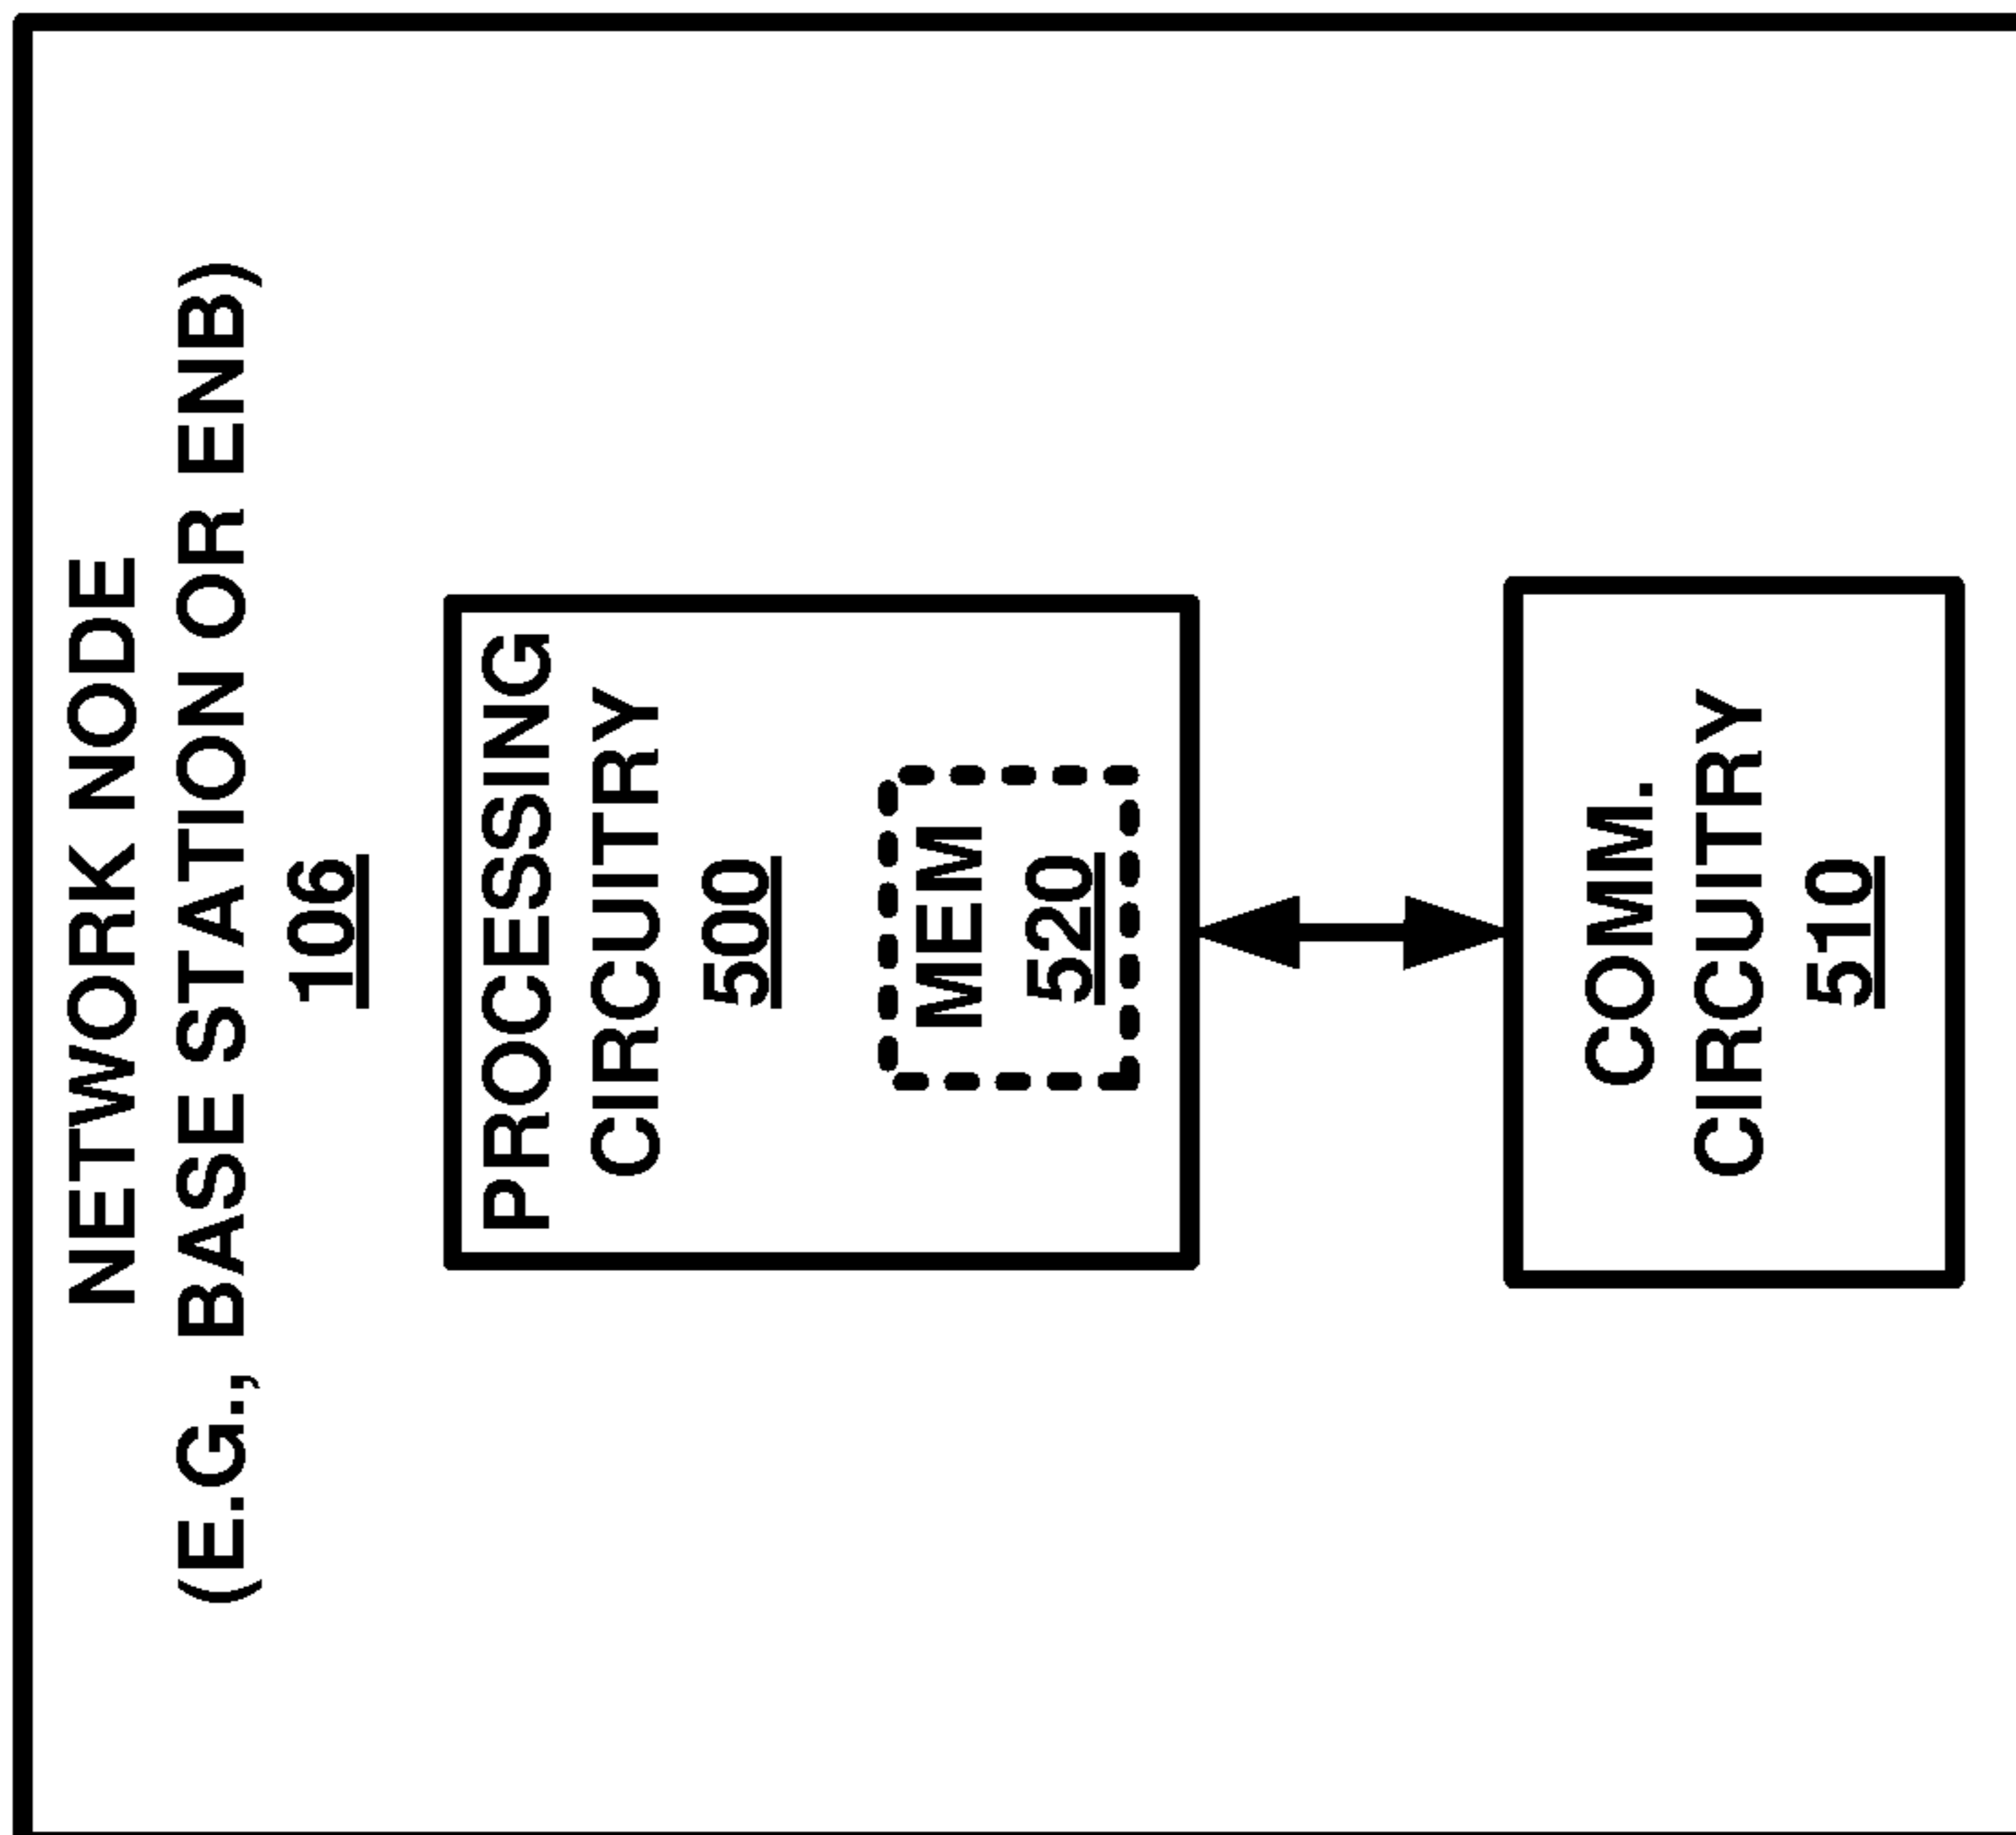 NETWORK NODE
(E.G., BASE STATION OR ENB)
106
PROCESSING
CIRCUITRY
500
MEM
520
COMM.
CIRCUITRY
510